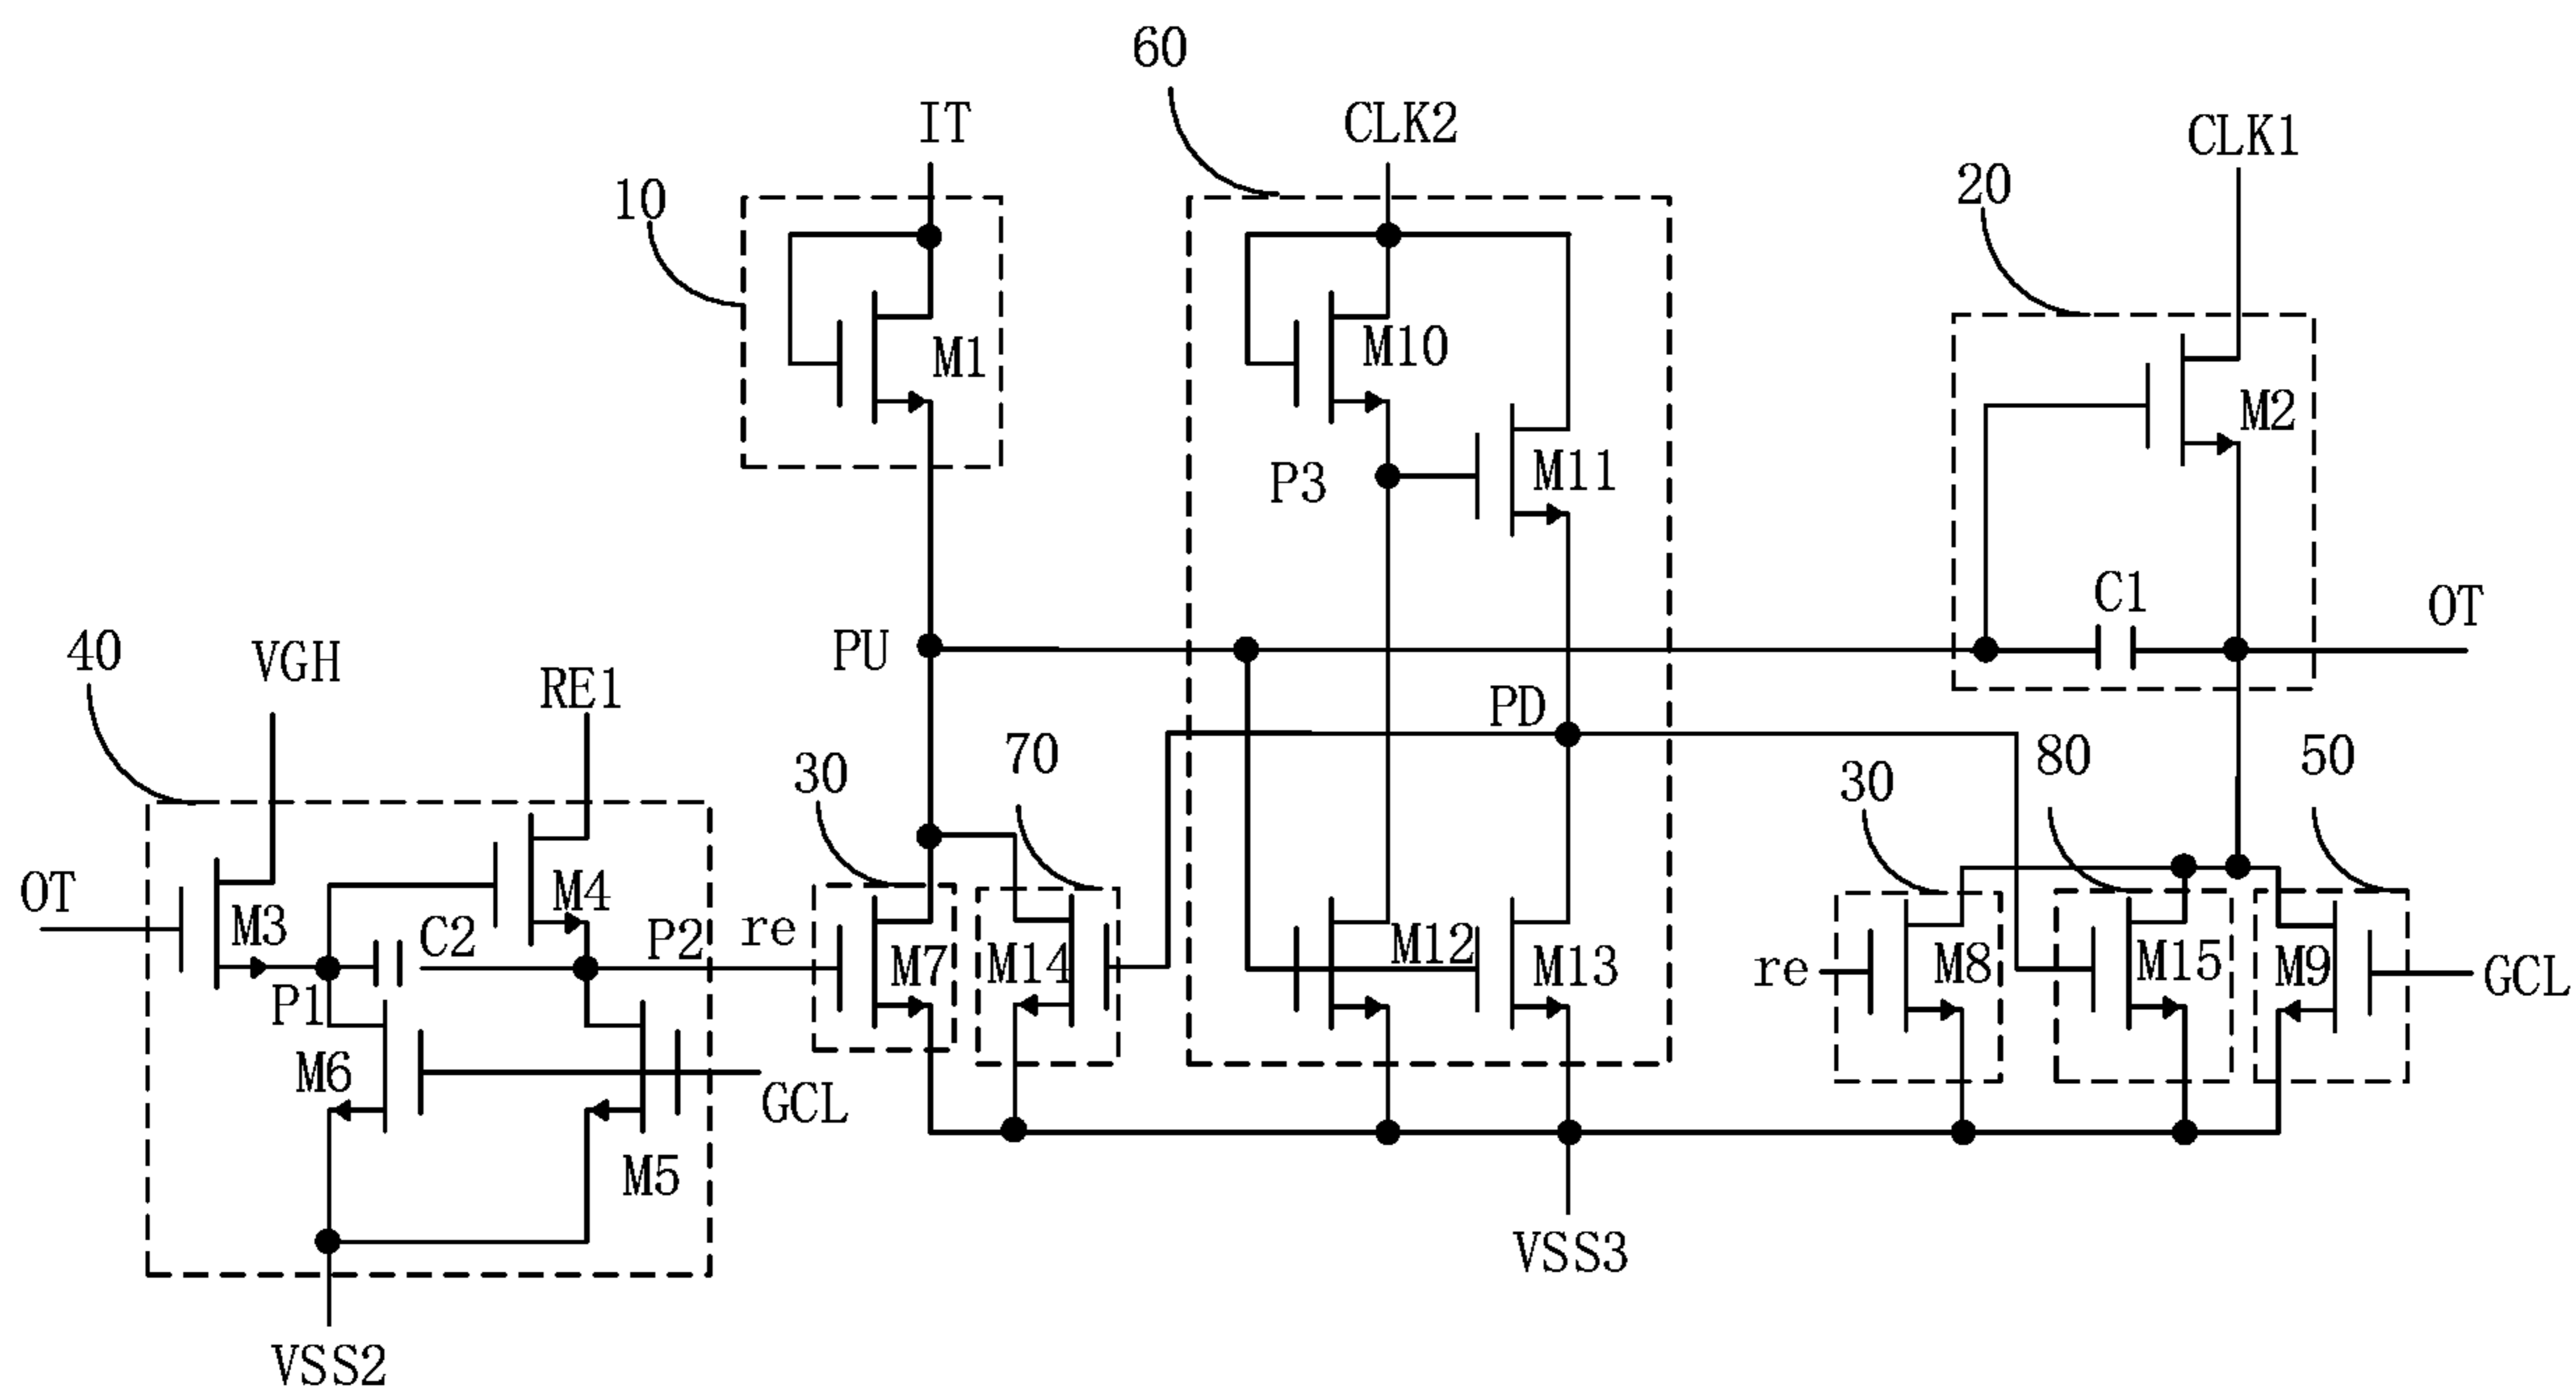 60
IT
CLK2
CLK1
10
20
M1
M10
M2
P3
M11
C1
OT
40
VGH
PU
RE1
PD
30
70
30
80
50
OT
M3
M4
C2
P2
re
M7
M14
M12
M13
re
M8
M15
M9
GCL
P1
M6
GCL
M5
VSS3
VSS2